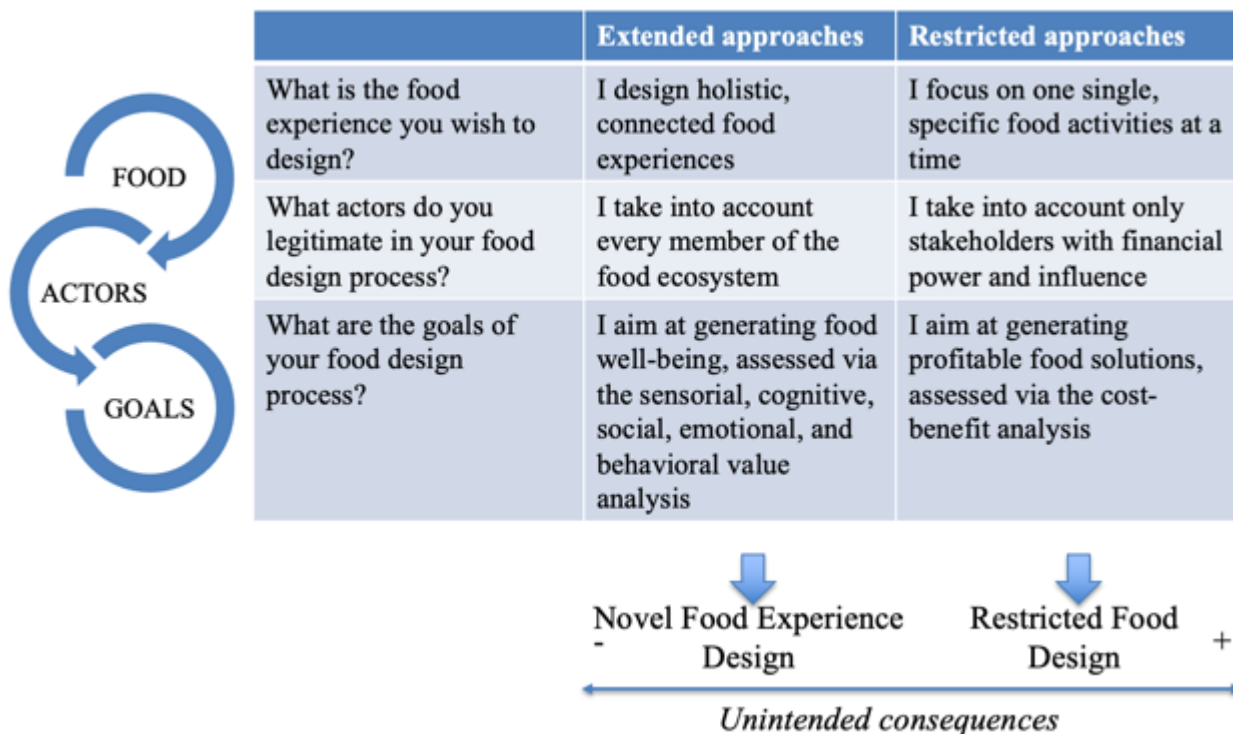 Extended approaches
Restricted approaches
FOOD
What is the food
experience you wish to
design?
I design holistic,
connected food
experiences
I focus on one single,
specific food activities at a
time
ACTORS
What actors do you
legitimate in your food
design process?
I take into account
every member of the
food ecosystem
I take into account only
stakeholders with financial
power and influence
GOALS
What are the goals of
your food design
process?
I aim at generating food
well-being, assessed via
the sensorial, cognitive,
social, emotional, and
behavioral value
analysis
I aim at generating
profitable food solutions,
assessed via the cost-
benefit analysis
-
Novel Food Experience
Design
Restricted Food
Design
+
Unintended consequences